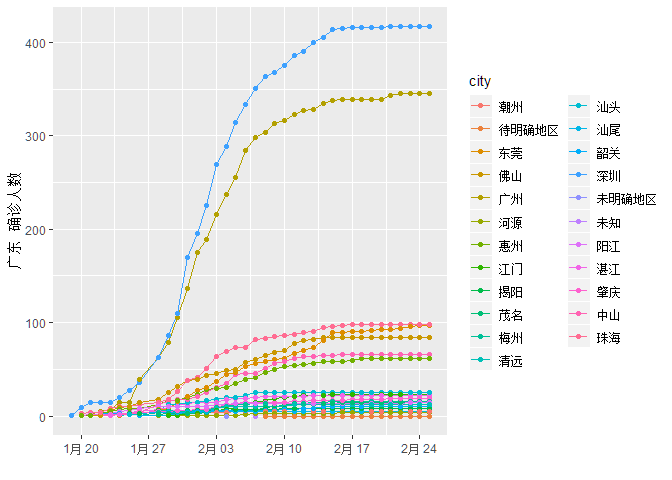 广东 确诊人数
400
300
200
100
0
1月 20
1月 27
2月 03
2月 10
2月 17
2月 24
city
潮州
待明确地区
东莞
佛山
广州
河源
惠州
江门
揭阳
茂名
梅州
清远
汕头
汕尾
韶关
深圳
未明确地区
未知
阳江
湛江
肇庆
中山
珠海